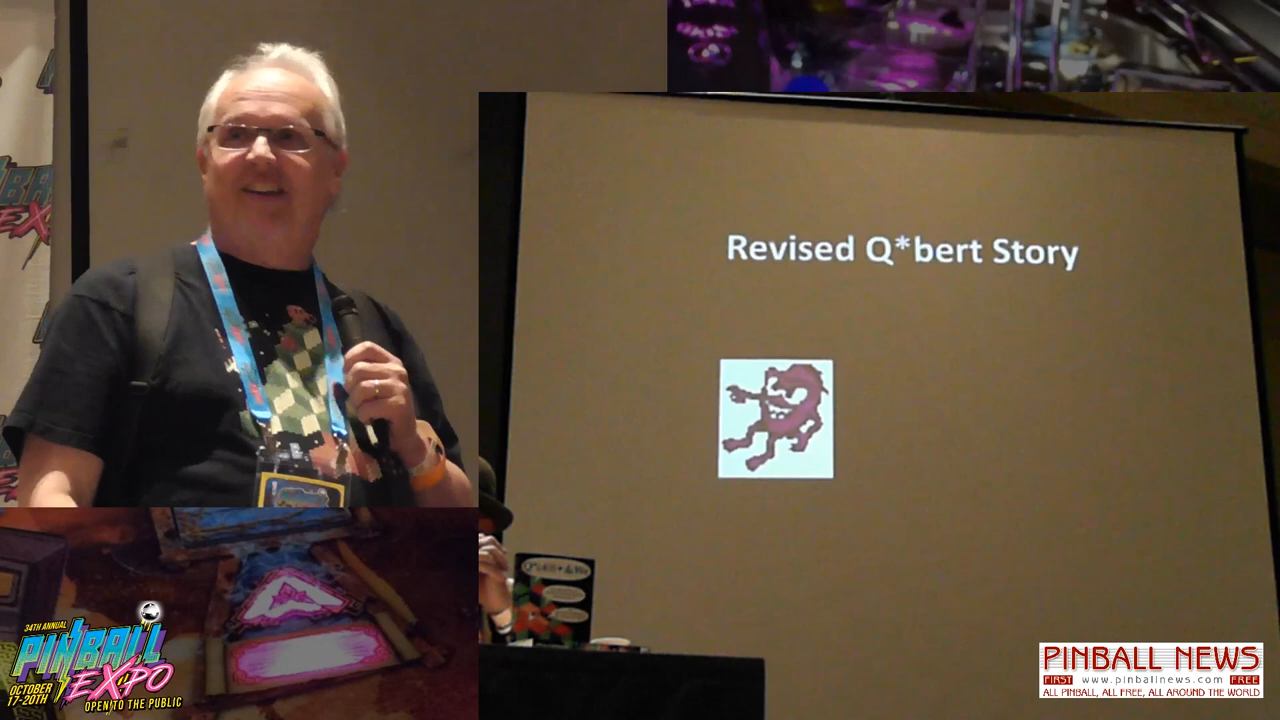 Revised Q*bert Story
34TH ANNUAL
PINBALL
EXPO
OCTOBER
17-20TH
OPEN TO THE PUBLIC
PINBALL NEWS
FIRST www.pinballnews.com FREE
ALL PINBALL, ALL FREE, ALL AROUND THE WORLD